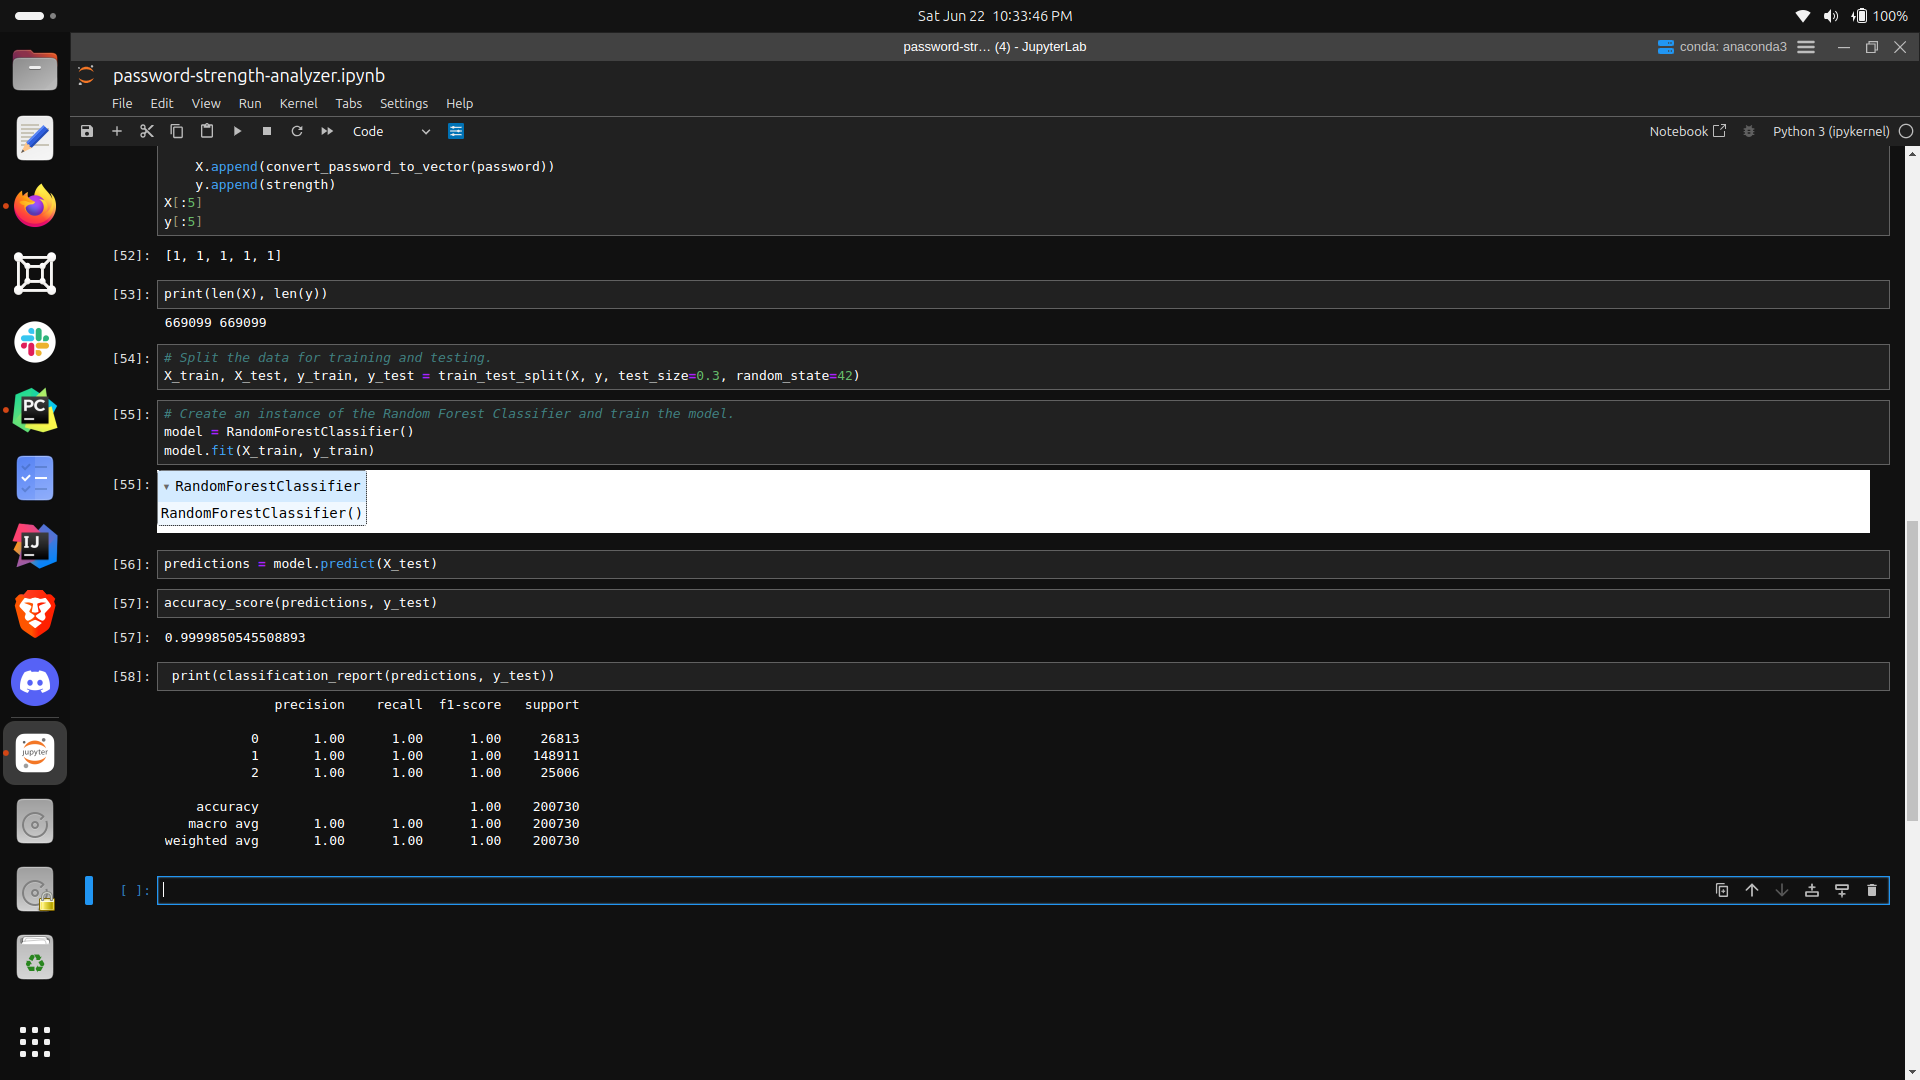 Sat Jun 22 10:33:46 PM
100%
password-str… (4) - JupyterLab
conda: anaconda3
password-strength-analyzer.ipynb
File Edit View Run Kernel Tabs Settings Help
Code
Notebook
Python 3 (ipykernel)
X.append(convert_password_to_vector(password))
y.append(strength)
X[:5]
y[:5]
[52]: [1, 1, 1, 1, 1]
[53]: print(len(X), len(y))
669099 669099
[54]: # Split the data for training and testing.
X_train, X_test, y_train, y_test = train_test_split(X, y, test_size=0.3, random_state=42)
[55]: # Create an instance of the Random Forest Classifier and train the model.
model = RandomForestClassifier()
model.fit(X_train, y_train)
[55]: ▾ RandomForestClassifier
RandomForestClassifier()
[56]: predictions = model.predict(X_test)
[57]: accuracy_score(predictions, y_test)
[57]: 0.9999850545508893
[58]: print(classification_report(predictions, y_test))
precision recall f1-score support
0 1.00 1.00 1.00 26813
1 1.00 1.00 1.00 148911
2 1.00 1.00 1.00 25006
accuracy 1.00 200730
macro avg 1.00 1.00 1.00 200730
weighted avg 1.00 1.00 1.00 200730
[ ]:
PC
IJ
jupyter